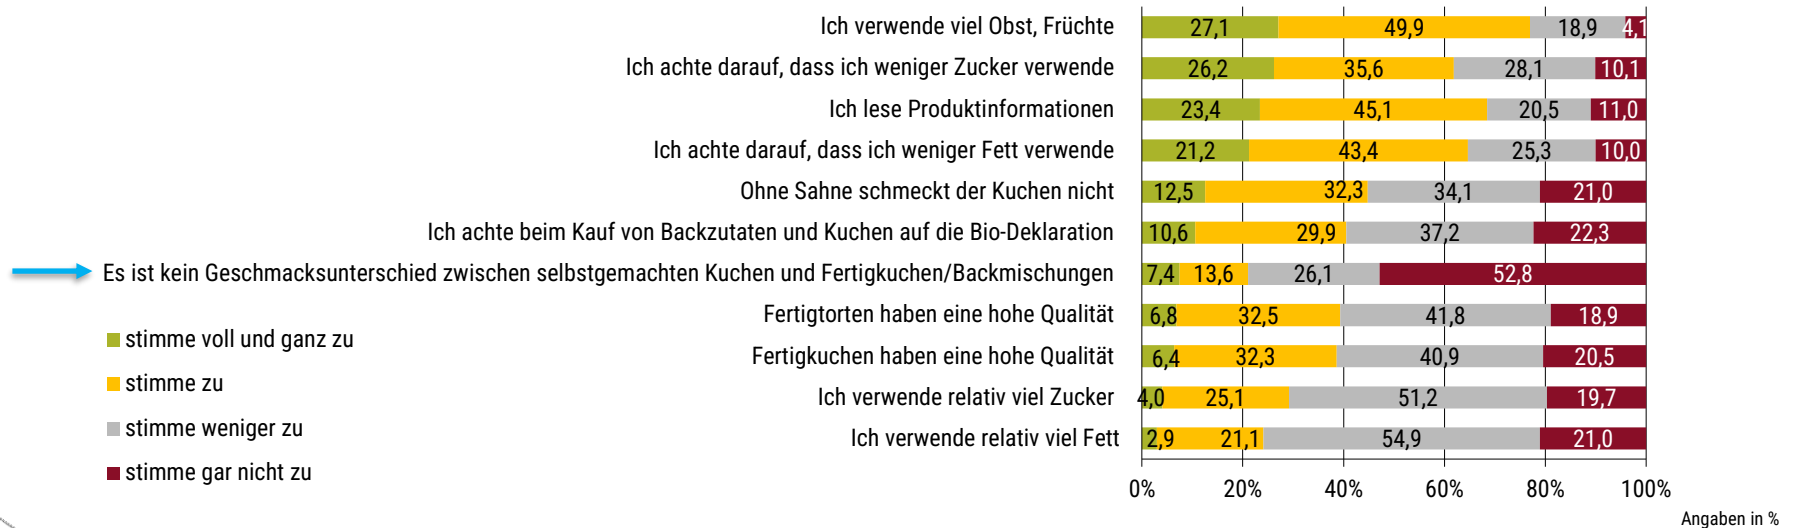 Ich verwende viel Obst, Früchte 27,1 49,9 18,9 4,1
Ich achte darauf, dass ich weniger Zucker verwende 26,2 35,6 28,1 10,1
Ich lese Produktinformationen 23,4 45,1 20,5 11,0
Ich achte darauf, dass ich weniger Fett verwende 21,2 43,4 25,3 10,0
Ohne Sahne schmeckt der Kuchen nicht 12,5 32,3 34,1 21,0
Ich achte beim Kauf von Backzutaten und Kuchen auf die Bio-Deklaration 10,6 29,9 37,2 22,3
Es ist kein Geschmacksunterschied zwischen selbstgemachten Kuchen und Fertigkuchen/Backmischungen 7,4 13,6 26,1 52,8
Fertigtorten haben eine hohe Qualität 6,8 32,5 41,8 18,9
Fertigkuchen haben eine hohe Qualität 6,4 32,3 40,9 20,5
Ich verwende relativ viel Zucker 4,0 25,1 51,2 19,7
Ich verwende relativ viel Fett 2,9 21,1 54,9 21,0
stimme voll und ganz zu
stimme zu
stimme weniger zu
stimme gar nicht zu
0% 20% 40% 60% 80% 100%
Angaben in %